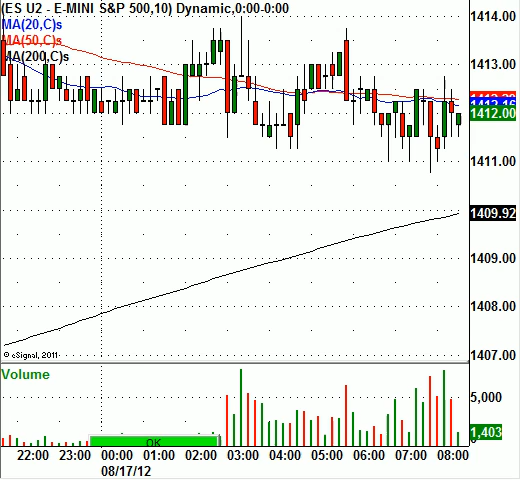 (ES U2 - E-MINI S&P 500,10) Dynamic,0:00-0:00
MA(20,C)s
MA(50,C)s
MA(200,C)s
1414.00
1413.00
1412.00
1411.00
1409.92
1409.00
1408.00
1407.00
© eSignal, 2011
Volume
5,000
1,403
OK
22:00 23:00 00:00 01:00 02:00 03:00 04:00 05:00 06:00 07:00 08:00
08/17/12